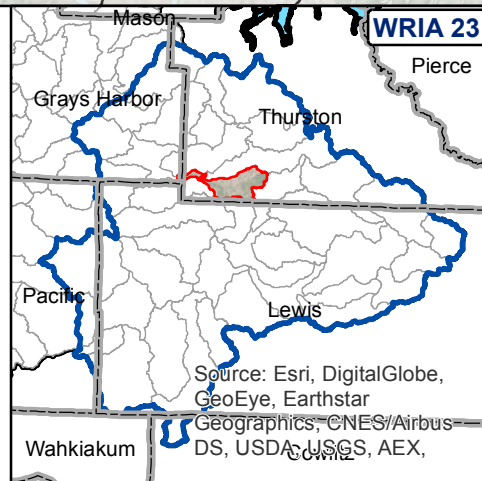 Mason
WRIA 23
Pierce
Grays Harbor
Thurston
Pacific
Lewis
Source: Esri, DigitalGlobe,
GeoEye, Earthstar
Geographics, CNES/Airbus
DS, USDA, USGS, AEX,
Wahkiakum
Cowlitz